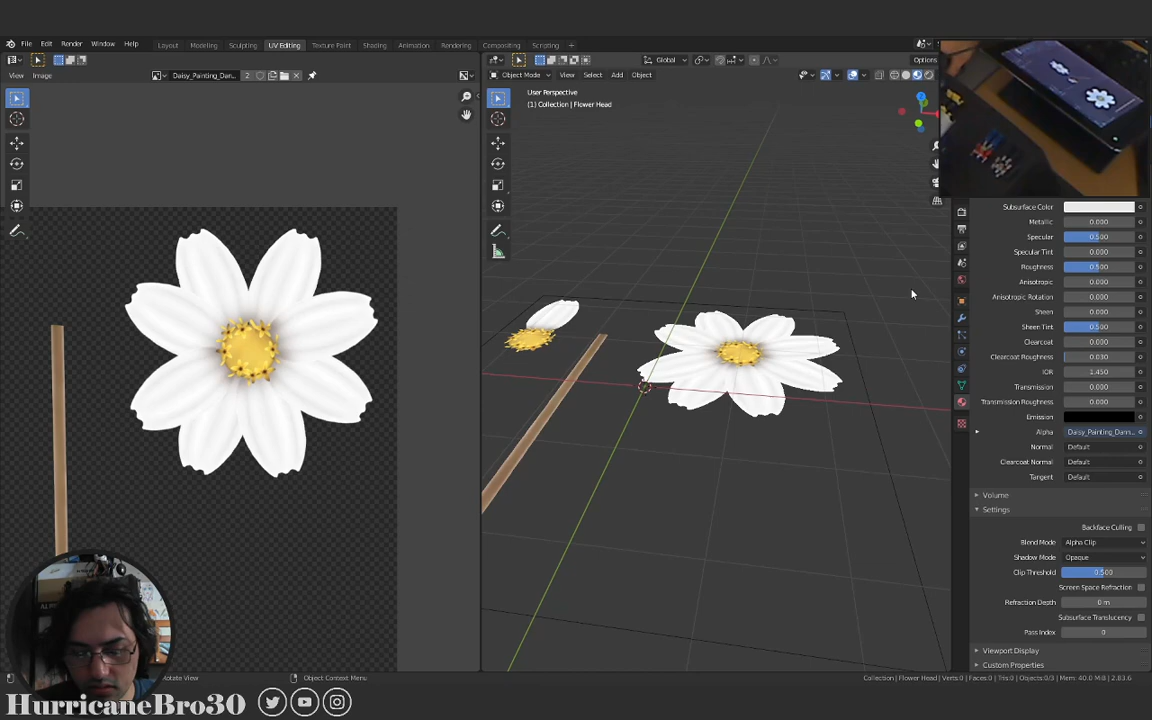 File Edit Render Window Help Layout Modeling Sculpting UV Editing Texture Paint Shading Animation Rendering Compositing Scripting +
View Image Daisy_Painting_Dan... 2
Global Options
Object Mode View Select Add Object
User Perspective
(1) Collection | Flower Head
Subsurface Color
Metallic 0.000
Specular 0.500
Specular Tint 0.000
Roughness 0.500
Anisotropic 0.000
Anisotropic Rotation 0.000
Sheen 0.000
Sheen Tint 0.500
Clearcoat 0.000
Clearcoat Roughness 0.030
IOR 1.450
Transmission 0.000
Transmission Roughness 0.000
Emission
Alpha Daisy_Painting_Dann...
Normal Default
Clearcoat Normal Default
Tangent Default
Volume
Settings
Backface Culling
Blend Mode Alpha Clip
Shadow Mode Opaque
Clip Threshold 0.500
Screen Space Refraction
Refraction Depth 0 m
Subsurface Translucency
Pass Index 0
Viewport Display
Custom Properties
Rotate View Object Context Menu Collection | Flower Head | Verts:0 | Faces:0 | Tris:0 | Objects:0/3 | Mem: 40.0 MiB | 2.83.6
HurricaneBro30